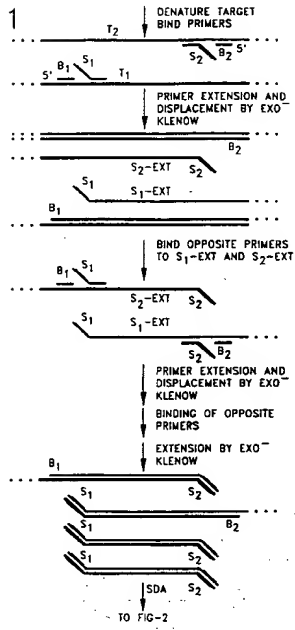 1
DENATURE TARGET
BIND PRIMERS
T2
S2 B2 5'
5' B1 S1 T1
PRIMER EXTENSION AND
DISPLACEMENT BY EXO-
KLENOW
B2
S2-EXT S2
S1 S1-EXT
B1
BIND OPPOSITE PRIMERS
TO S1-EXT AND S2-EXT
B1 S1
S2-EXT S2
S1 S1-EXT
S2 B2
PRIMER EXTENSION AND
DISPLACEMENT BY EXO-
KLENOW
BINDING OF OPPOSITE
PRIMERS
EXTENSION BY EXO-
KLENOW
B1
S1 S2
S1 S2 B2
S1 S2
S1 S2
SDA
TO FIG-2